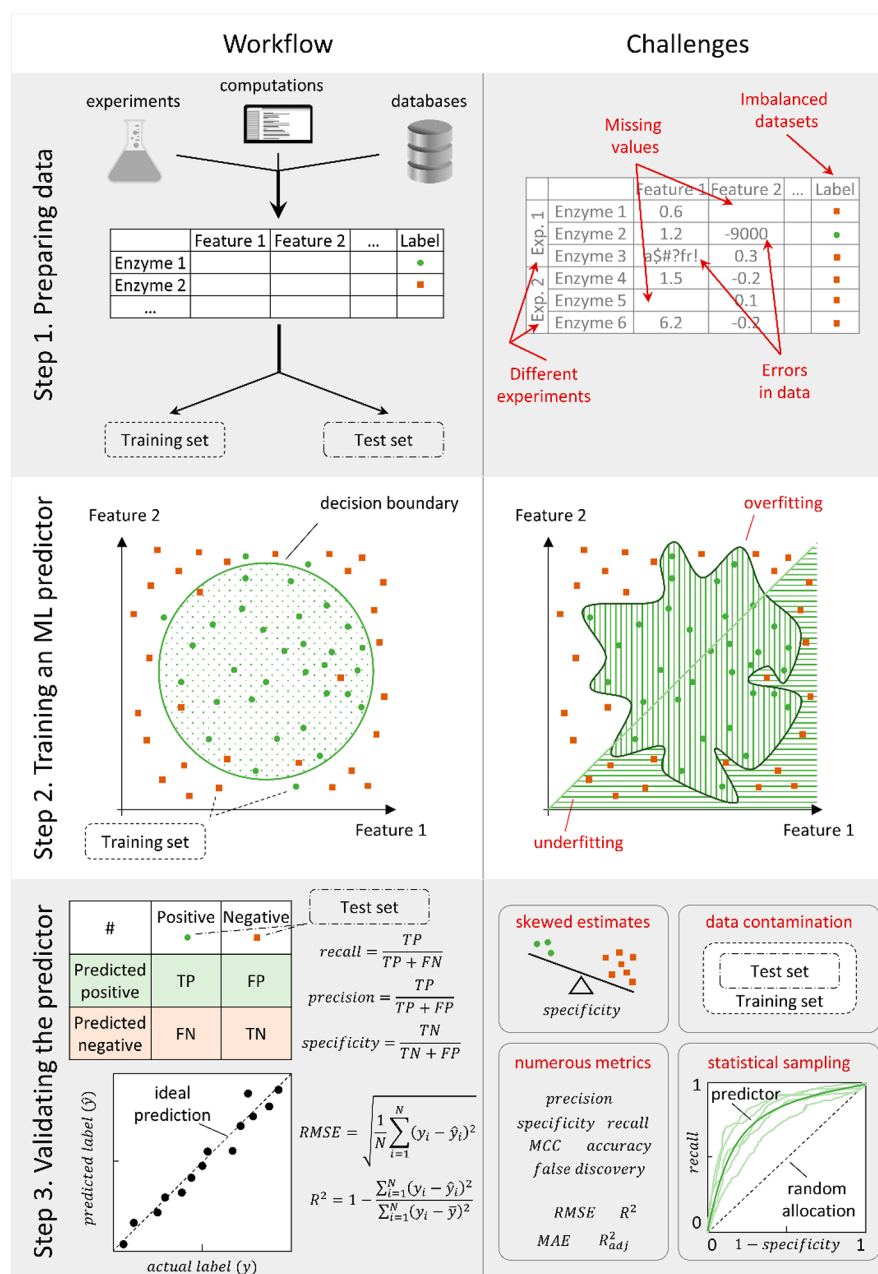 Workflow
Challenges
Step 1. Preparing data
experiments
computations
databases
Feature 1 Feature 2 ... Label
Enzyme 1
Enzyme 2
...
Training set
Test set
Missing
values
Imbalanced
datasets
Feature 1 Feature 2 ... Label
Exp. 1
Enzyme 1 0.6
Enzyme 2 1.2 -9000
Enzyme 3 a$#?fr! 0.3
Exp. 2
Enzyme 4 1.5 -0.2
Enzyme 5 0.1
Enzyme 6 6.2 -0.2
Different
experiments
Errors
in data
Step 2. Training an ML predictor
Feature 2
decision boundary
Training set
Feature 1
Feature 2
overfitting
underfitting
Feature 1
Step 3. Validating the predictor
# Positive Negative
Predicted
positive
TP FP
Predicted
negative
FN TN
Test set
recall = TP / (TP + FN)
precision = TP / (TP + FP)
specificity = TN / (TN + FP)
predicted label (ŷ)
ideal
prediction
actual label (y)
RMSE = √(1/N ∑_{i=1}^{N} (y_i − ŷ_i)²)
R² = 1 − ∑_{i=1}^{N} (y_i − ŷ_i)² / ∑_{i=1}^{N} (y_i − ȳ)²
skewed estimates
specificity
data contamination
Test set
Training set
numerous metrics
precision
specificity recall
MCC accuracy
false discovery
RMSE R²
MAE R²_adj
statistical sampling
1
predictor
recall
random
allocation
0
0 1 − specificity 1